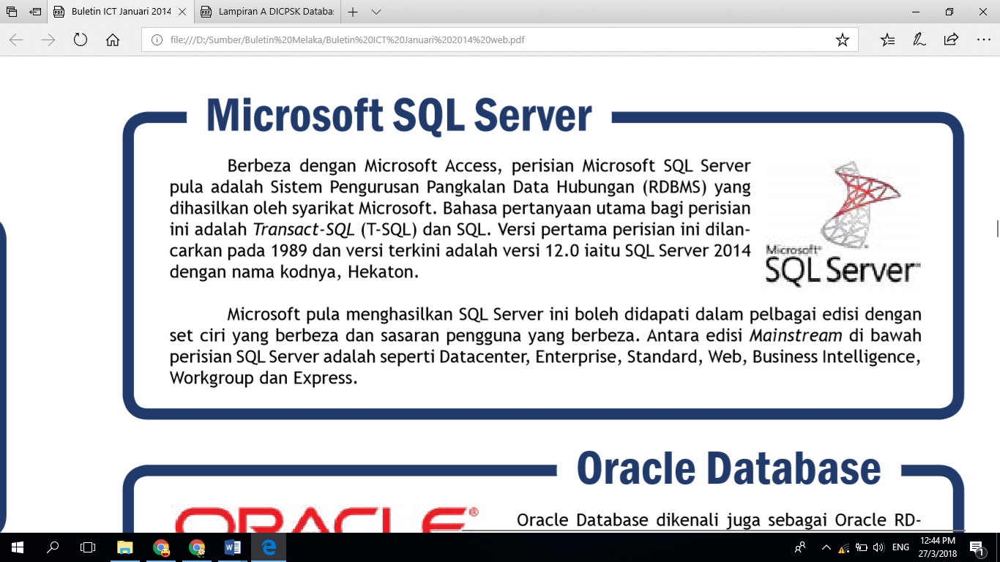 Buletin ICT Januari 2014
Lampiran A DICPSK Databa
file:///D:/Sumber/Buletin%20Melaka/Buletin%20ICT%20Januari%202014%20web.pdf
Microsoft SQL Server
Berbeza dengan Microsoft Access, perisian Microsoft SQL Server
pula adalah Sistem Pengurusan Pangkalan Data Hubungan (RDBMS) yang
dihasilkan oleh syarikat Microsoft. Bahasa pertanyaan utama bagi perisian
ini adalah Transact-SQL (T-SQL) dan SQL. Versi pertama perisian ini dilan-
carkan pada 1989 dan versi terkini adalah versi 12.0 iaitu SQL Server 2014
dengan nama kodnya, Hekaton.
Microsoft®
SQL Server™
Microsoft pula menghasilkan SQL Server ini boleh didapati dalam pelbagai edisi dengan
set ciri yang berbeza dan sasaran pengguna yang berbeza. Antara edisi Mainstream di bawah
perisian SQL Server adalah seperti Datacenter, Enterprise, Standard, Web, Business Intelligence,
Workgroup dan Express.
Oracle Database
ORACLE®
Oracle Database dikenali juga sebagai Oracle RD-
ENG
12:44 PM
27/3/2018
1